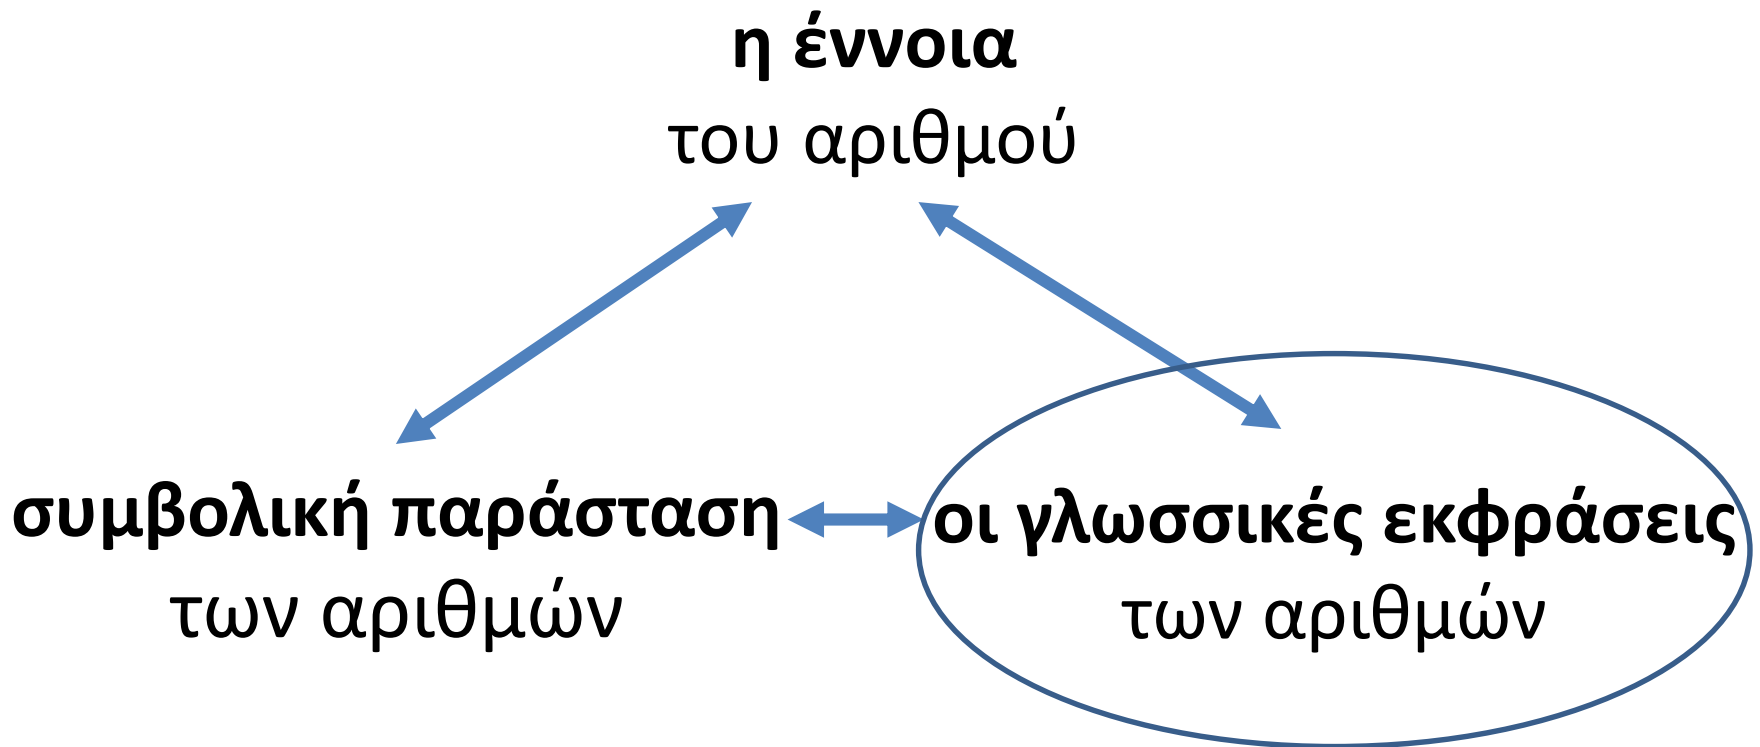 η έννοια
του αριθμού
συμβολική παράσταση
των αριθμών
οι γλωσσικές εκφράσεις
των αριθμών